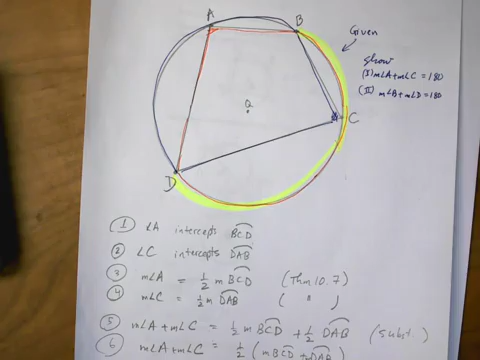 A
B
Given
show
(I) m∠A+m∠C = 180
(II) m∠B+m∠D = 180
Q
C
D
① ∠A intercepts BCD
② ∠C intercepts DAB
③ m∠A = 1/2 m BCD (Thm 10.7)
④ m∠C = 1/2 m DAB ( " )
⑤ m∠A + m∠C = 1/2 m BCD + 1/2 DAB (subst.)
⑥ m∠A + m∠C = 1/2 (m BCD + m DAB